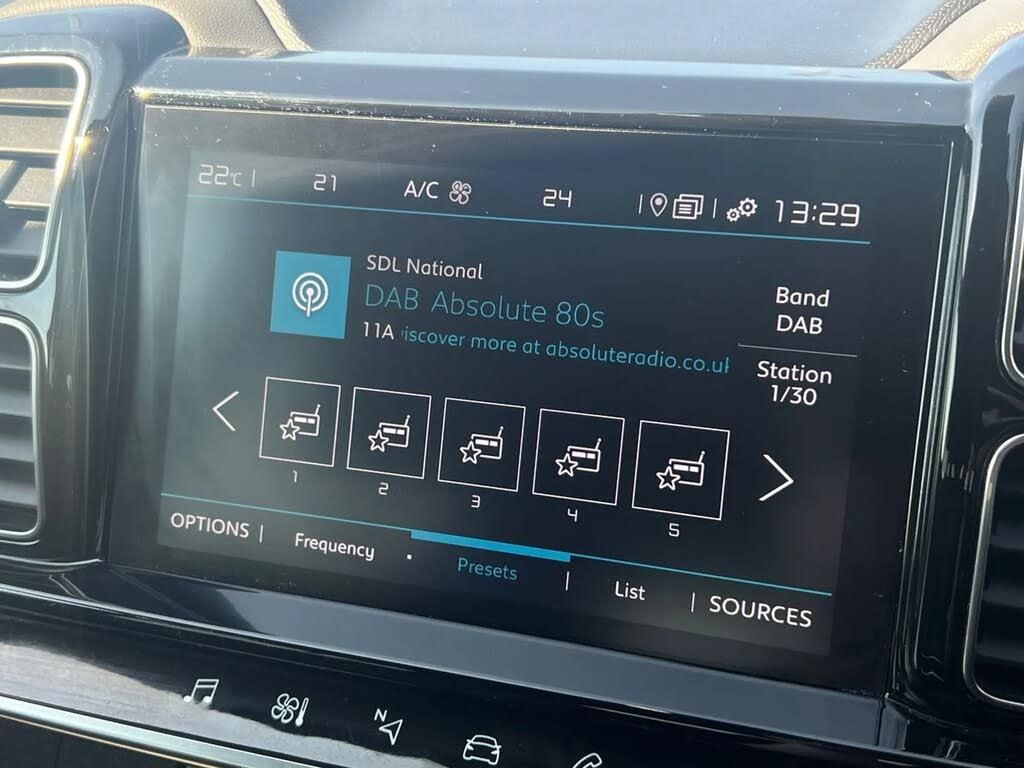 22°C 21 A/C 24 13:29
SDL National
DAB Absolute 80s
11A iscover more at absoluteradio.co.uk
Band
DAB
Station
1/30
1 2 3 4 5
OPTIONS Frequency Presets List SOURCES
N